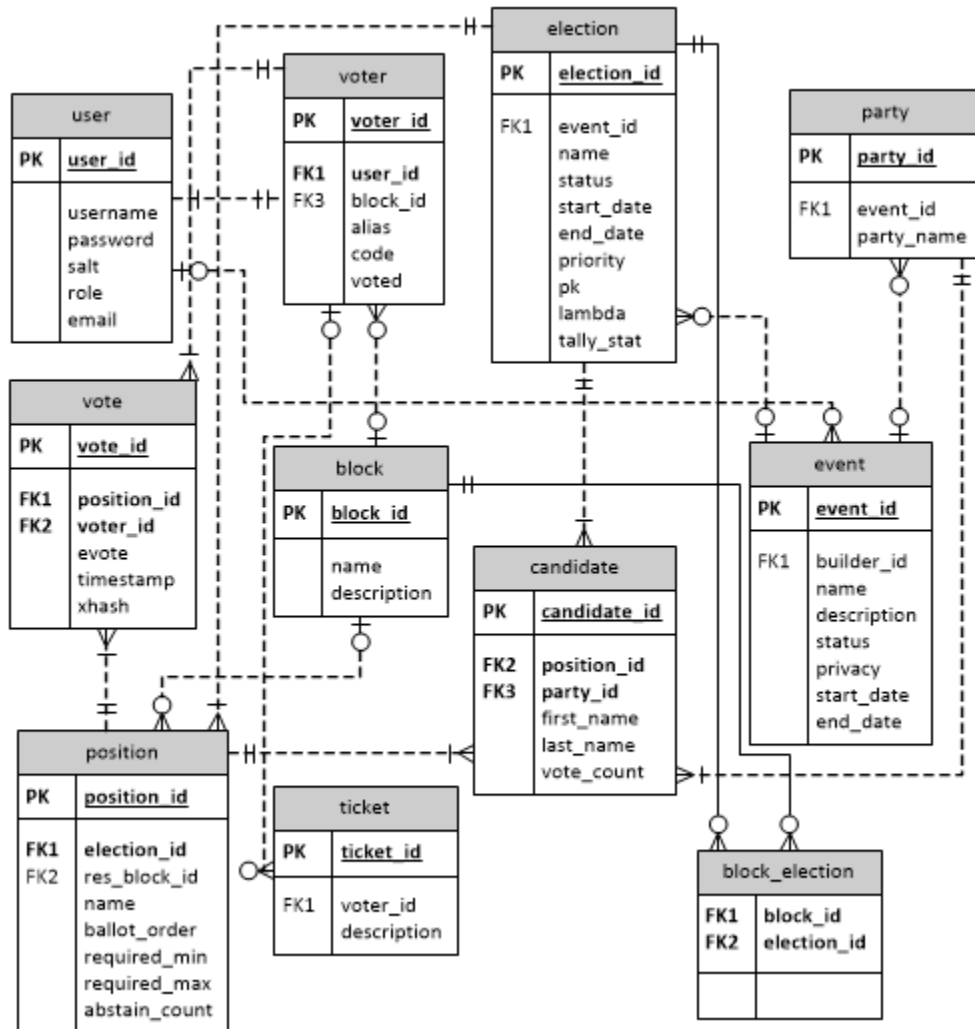 election
PK election_id
FK1 event_id
name
status
start_date
end_date
priority
pk
lambda
tally_stat
voter
PK voter_id
FK1 user_id
FK3 block_id
alias
code
voted
user
PK user_id
username
password
salt
role
email
party
PK party_id
FK1 event_id
party_name
vote
PK vote_id
FK1 position_id
FK2 voter_id
evote
timestamp
xhash
block
PK block_id
name
description
event
PK event_id
FK1 builder_id
name
description
status
privacy
start_date
end_date
candidate
PK candidate_id
FK2 position_id
FK3 party_id
first_name
last_name
vote_count
position
PK position_id
FK1 election_id
FK2 res_block_id
name
ballot_order
required_min
required_max
abstain_count
ticket
PK ticket_id
FK1 voter_id
description
block_election
FK1 block_id
FK2 election_id